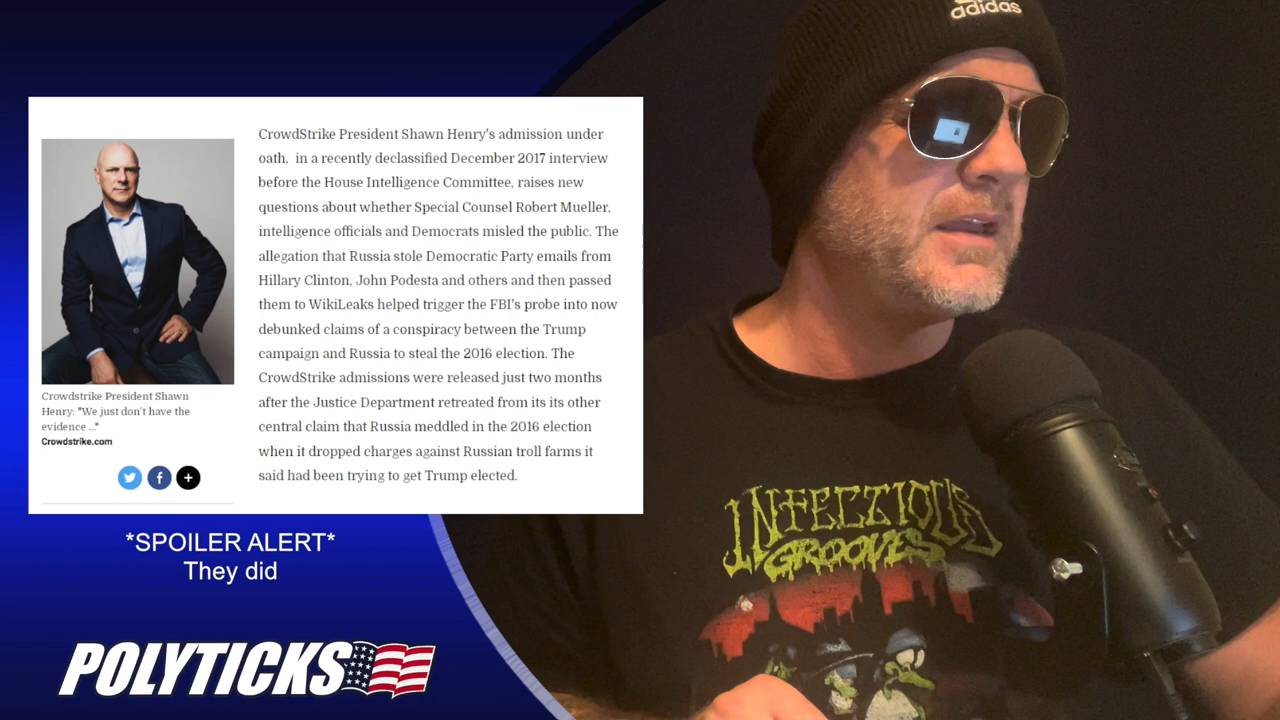 adidas
CrowdStrike President Shawn Henry's admission under
oath, in a recently declassified December 2017 interview
before the House Intelligence Committee, raises new
questions about whether Special Counsel Robert Mueller,
intelligence officials and Democrats misled the public. The
allegation that Russia stole Democratic Party emails from
Hillary Clinton, John Podesta and others and then passed
them to WikiLeaks helped trigger the FBI's probe into now
debunked claims of a conspiracy between the Trump
campaign and Russia to steal the 2016 election. The
CrowdStrike admissions were released just two months
after the Justice Department retreated from its its other
central claim that Russia meddled in the 2016 election
when it dropped charges against Russian troll farms it
said had been trying to get Trump elected.
Crowdstrike President Shawn
Henry: "We just don't have the
evidence ..."
Crowdstrike.com
*SPOILER ALERT*
They did
POLYTICKS
INFECTIOUS
GROOVES